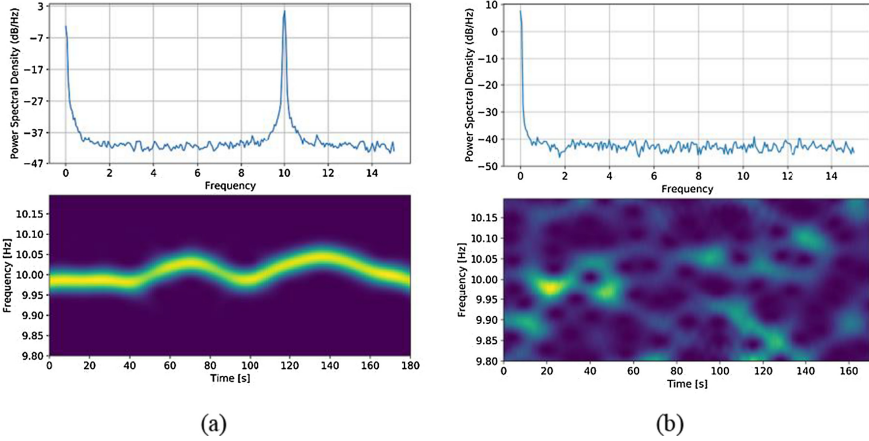 3
-7
-17
-27
-37
-47
Power Spectral Density (dB/Hz)
0 2 4 6 8 10 12 14
Frequency
10.15
10.10
10.05
10.00
9.95
9.90
9.85
9.80
Frequency [Hz]
0 20 40 60 80 100 120 140 160 180
Time [s]
(a)
10
0
-10
-20
-30
-40
-50
Power Spectral Density (dB/Hz)
0 2 4 6 8 10 12 14
Frequency
10.15
10.10
10.05
10.00
9.95
9.90
9.85
9.80
Frequency [Hz]
0 20 40 60 80 100 120 140 160
Time [s]
(b)